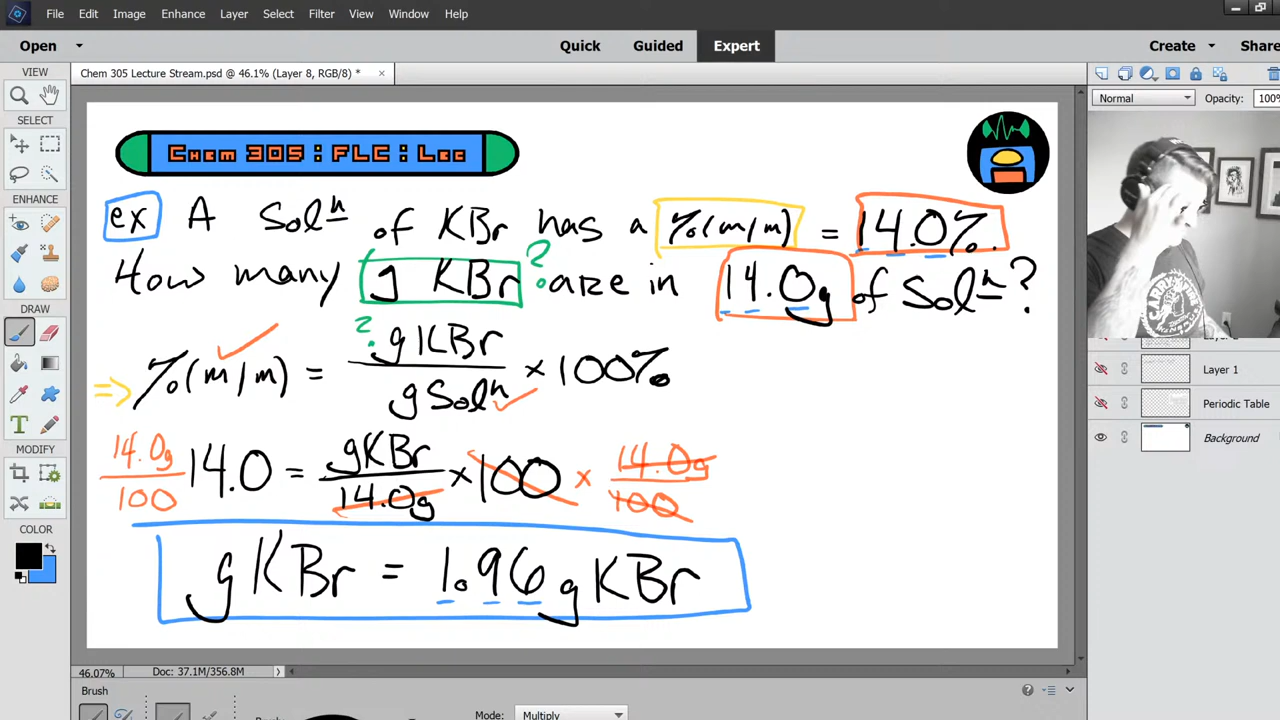 File Edit Image Enhance Layer Select Filter View Window Help
Open Quick Guided Expert Create Share
Chem 305 Lecture Stream.psd @ 46.1% (Layer 8, RGB/8) * ×
VIEW
SELECT
ENHANCE
DRAW
MODIFY
COLOR
Chem 305 : FLC : Lec
ex A Solⁿ of KBr has a %(m/m) = 14.0%.
How many g KBr ? are in 14.0g of Solⁿ?
? gKBr
=> %(m/m) = × 100%
g Solⁿ
14.0g gKBr 14.0g
14.0 = × 100 ×
100 14.0g 100
gKBr = 1.96 gKBr
Normal Opacity: 100%
Layer 1
Periodic Table
Background
46.07% Doc: 37.1M/356.8M
Brush
Mode: Multiply